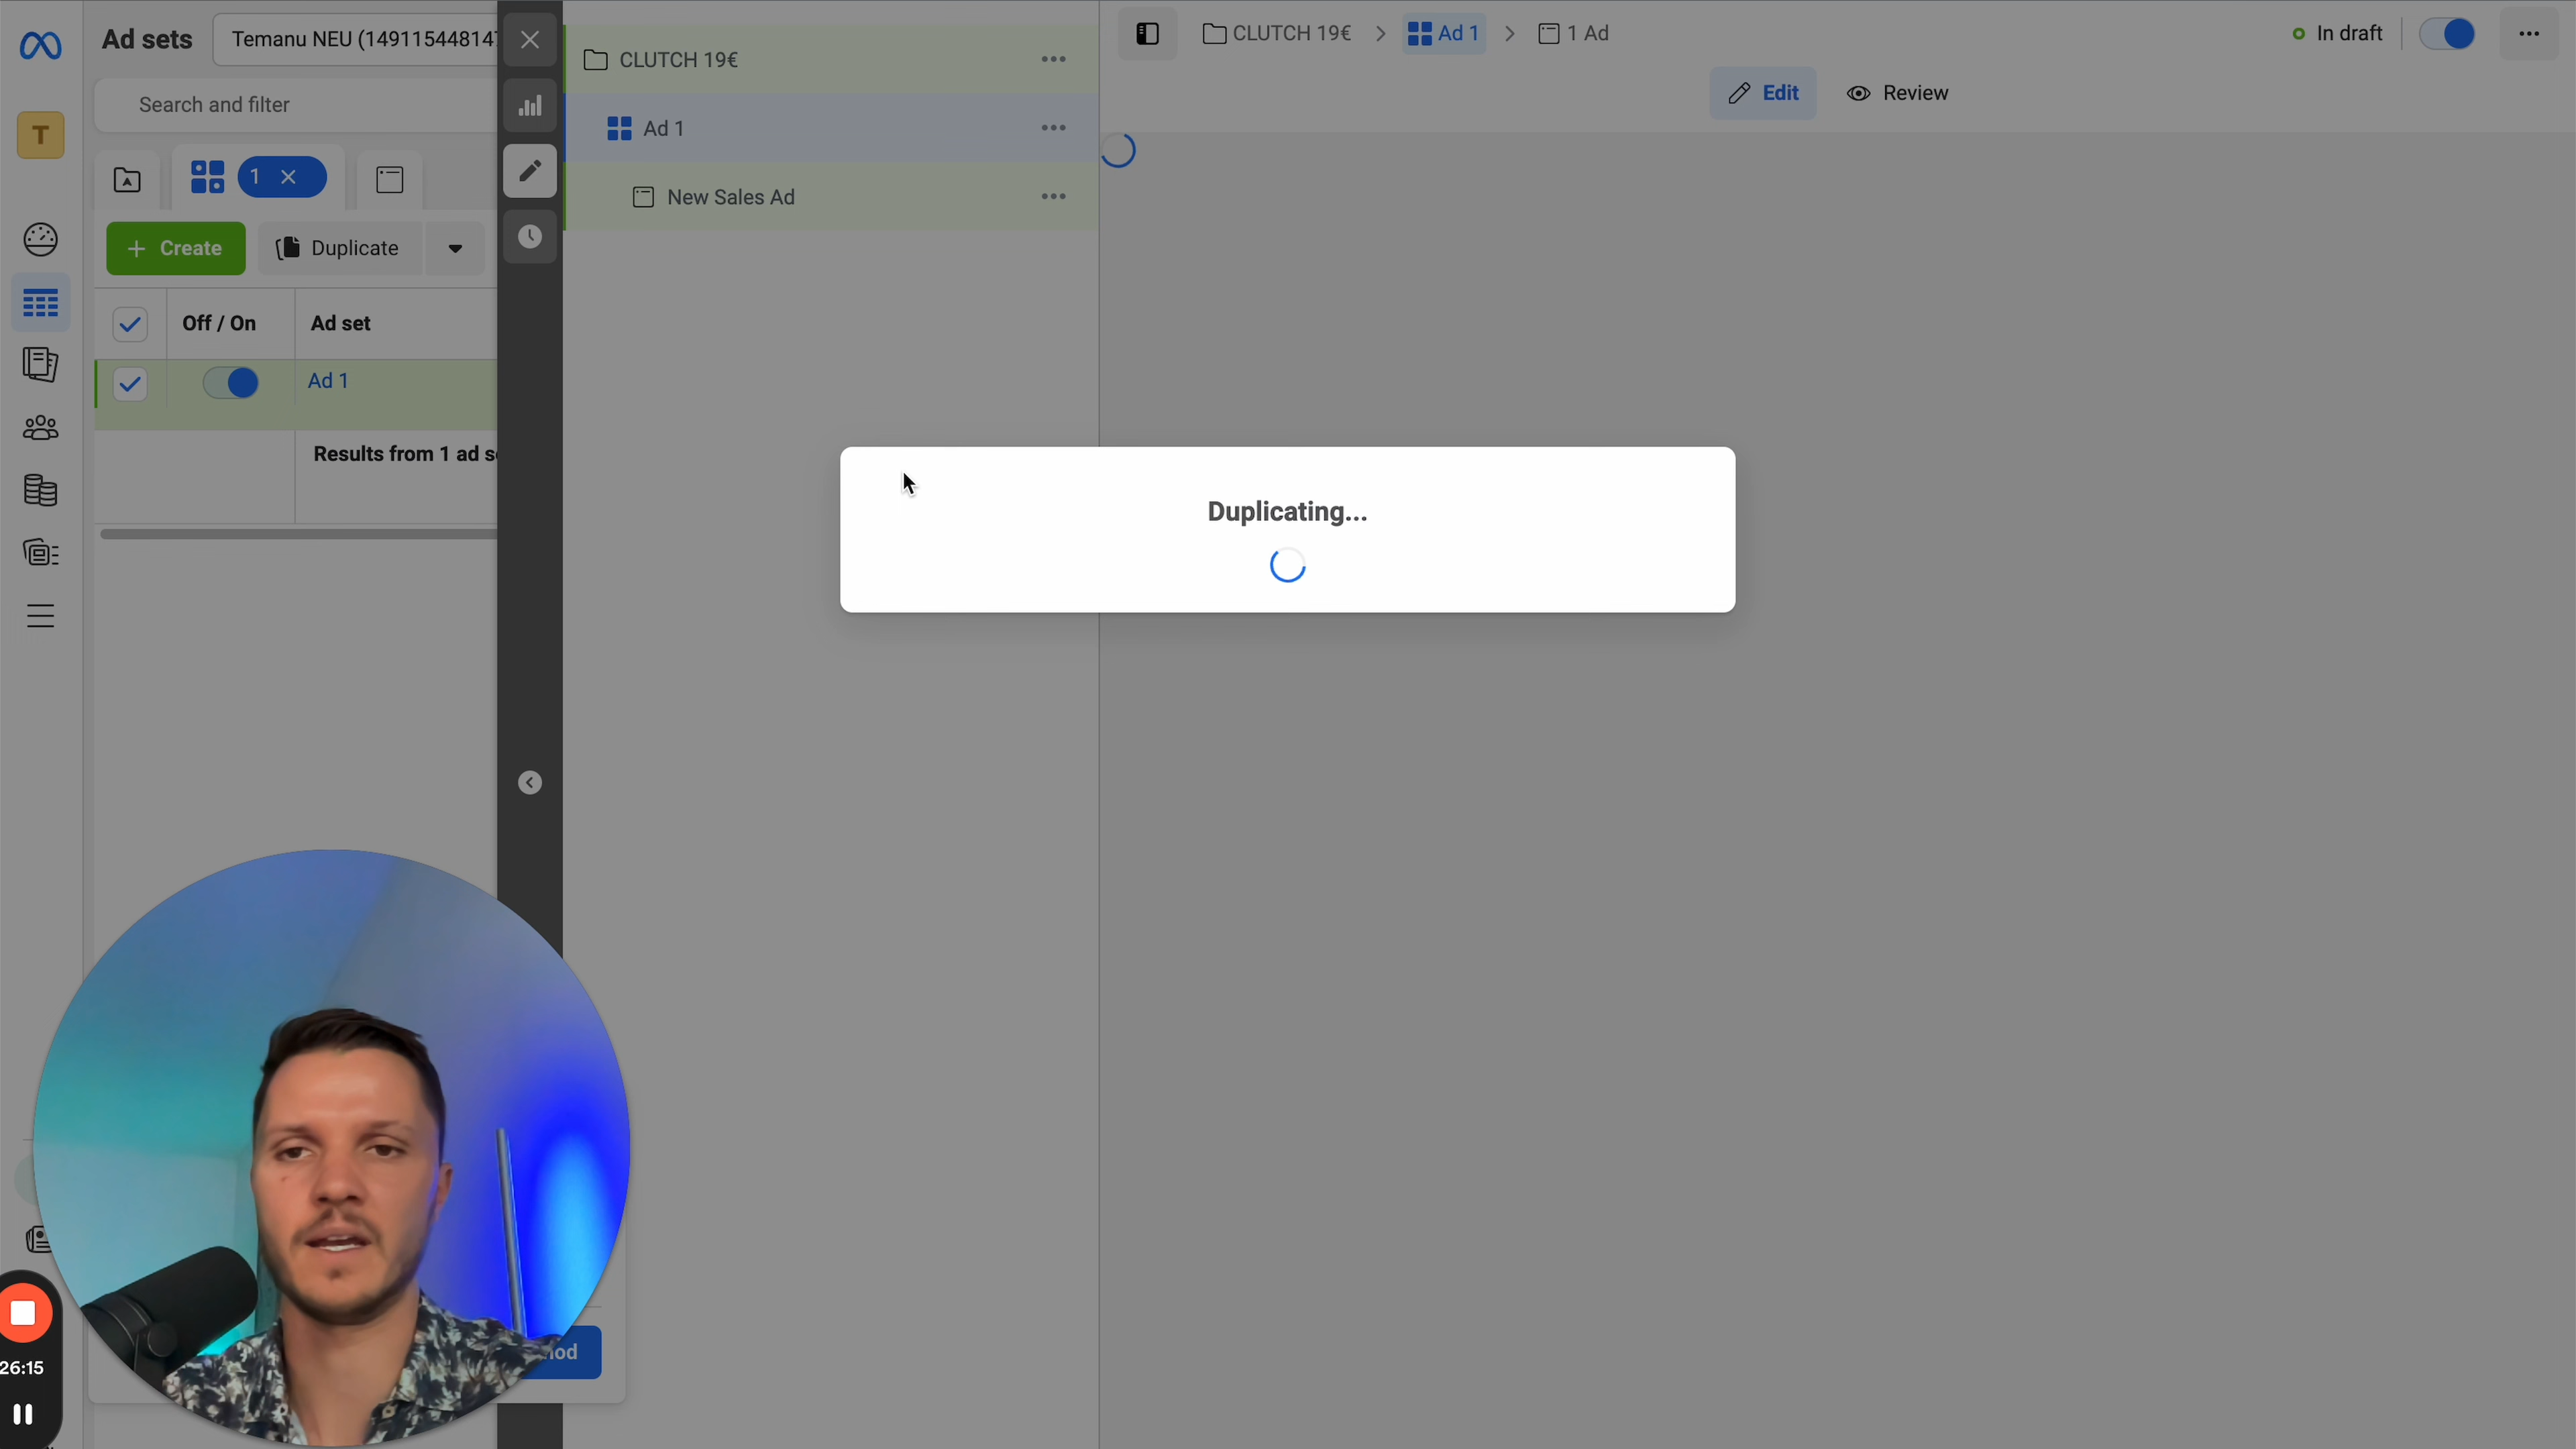 Ad sets
Temanu NEU (14911544814
Search and filter
T
1
Create
Duplicate
Off / On
Ad set
Ad 1
Results from 1 ad s
CLUTCH 19€
Ad 1
New Sales Ad
CLUTCH 19€
Ad 1
1 Ad
In draft
Edit
Review
Duplicating...
26:15